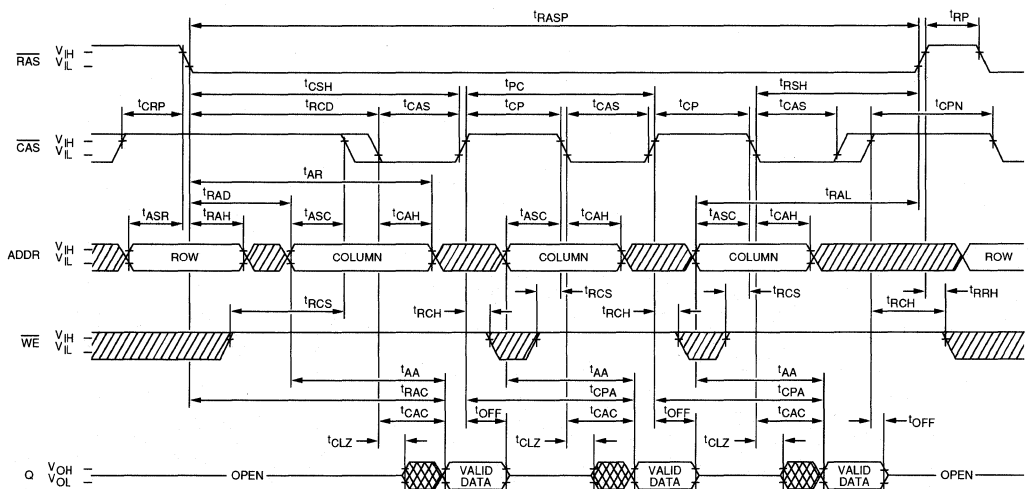 tRASP tRP
RAS VIH
VIL
tCSH tPC tRSH
tCRP tRCD tCAS tCP tCAS tCP tCAS tCPN
CAS VIH
VIL
tAR
tRAD tRAL
tASR tRAH tASC tCAH tASC tCAH tASC tCAH
ADDR VIH
VIL
ROW COLUMN COLUMN COLUMN ROW
tRCS tRCS tRCS tRRH
tRCH tRCH tRCH
WE VIH
VIL
tAA tAA tAA
tRAC tCPA tCPA
tCAC tOFF tCAC tOFF tCAC tOFF
tCLZ tCLZ tCLZ
Q VOH
VOL
OPEN VALID DATA VALID DATA VALID DATA OPEN